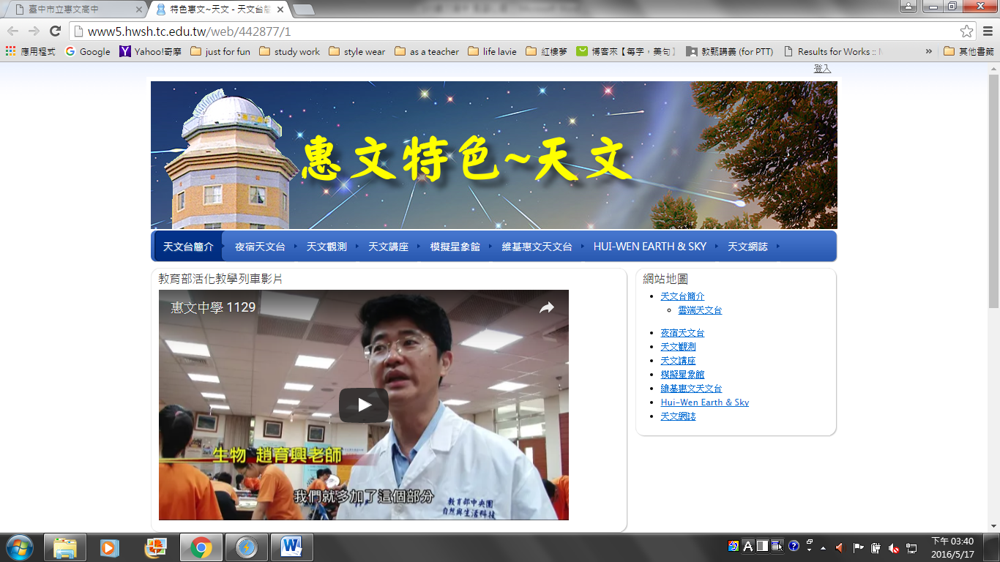 臺中市立惠文高中
特色惠文~天文 - 天文台簡
www5.hwsh.tc.edu.tw/web/442877/1
應用程式 Google Yahoo!奇摩 just for fun study work style wear as a teacher life lavie 紅樓夢 博客來【每字，美句】 教甄講義 (for PTT) Results for Works :: » 其他書籤
登入
惠文特色~天文
天文台簡介 夜宿天文台 天文觀測 天文講座 模擬星象館 維基惠文天文台 HUI-WEN EARTH & SKY 天文網誌
教育部活化教學列車影片
惠文中學 1129
生物 趙育興老師
我們就多加了這個部分
教育部中央團
自然與生活科技
網站地圖
天文台簡介
雲端天文台
夜宿天文台
天文觀測
天文講座
模擬星象館
維基惠文天文台
Hui-Wen Earth & Sky
天文網誌
下午 03:40
2016/5/17